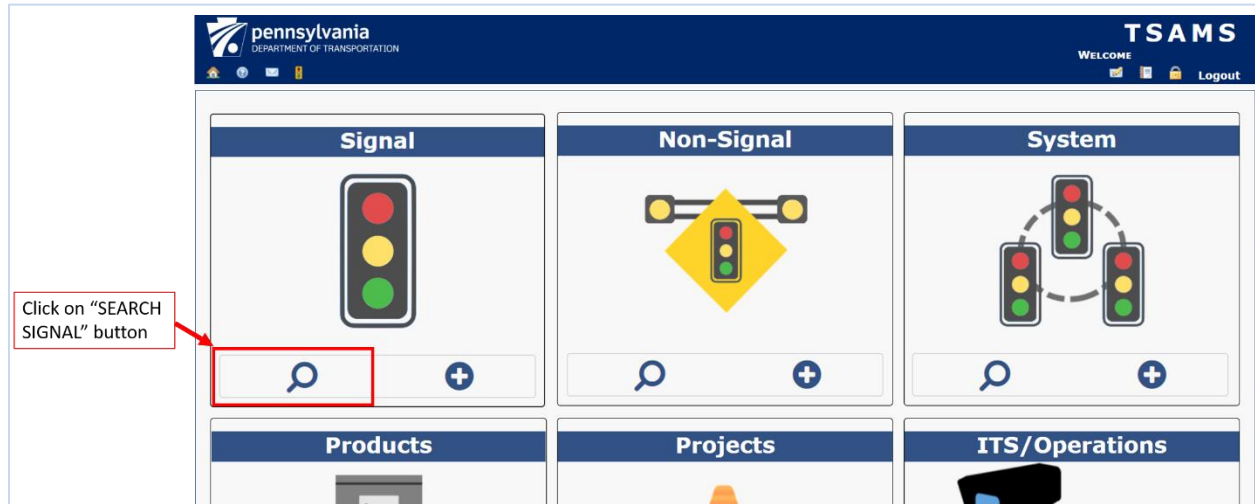 pennsylvania
DEPARTMENT OF TRANSPORTATION
TSAMS
WELCOME
Logout
Signal
Non-Signal
System
Click on “SEARCH
SIGNAL” button
Products
Projects
ITS/Operations